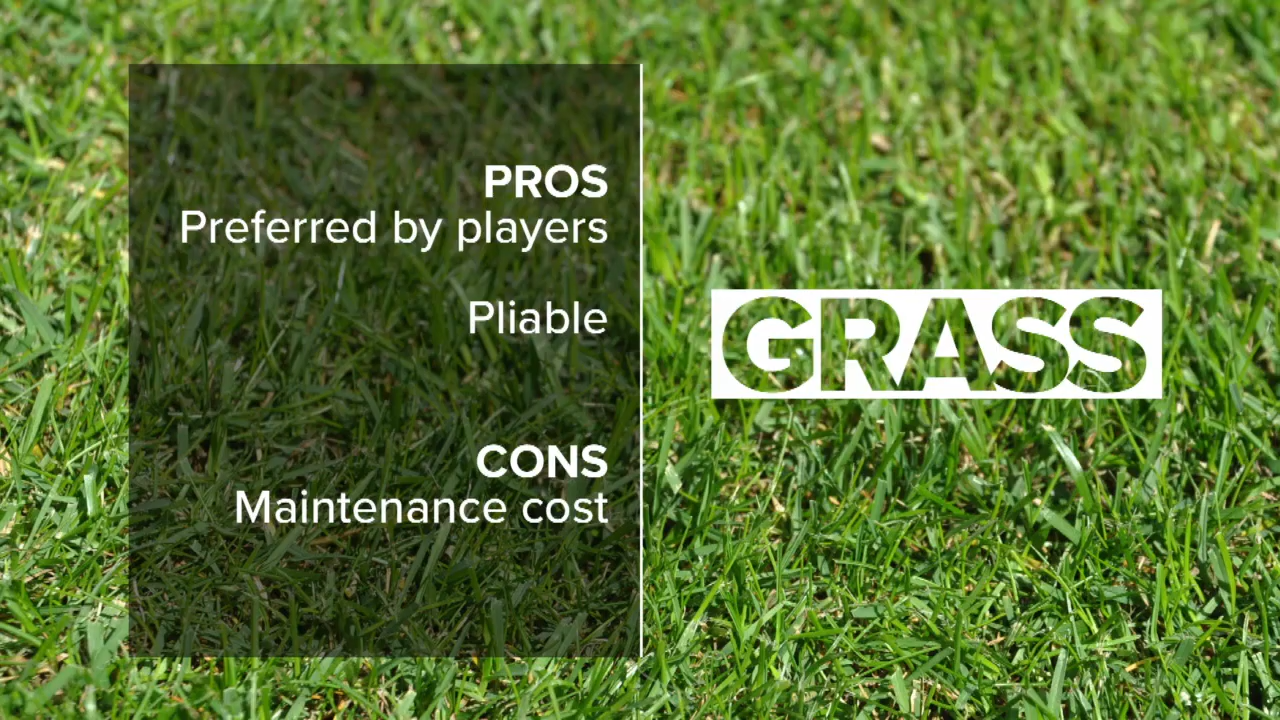 PROS
Preferred by players
Pliable
CONS
Maintenance cost
GRASS